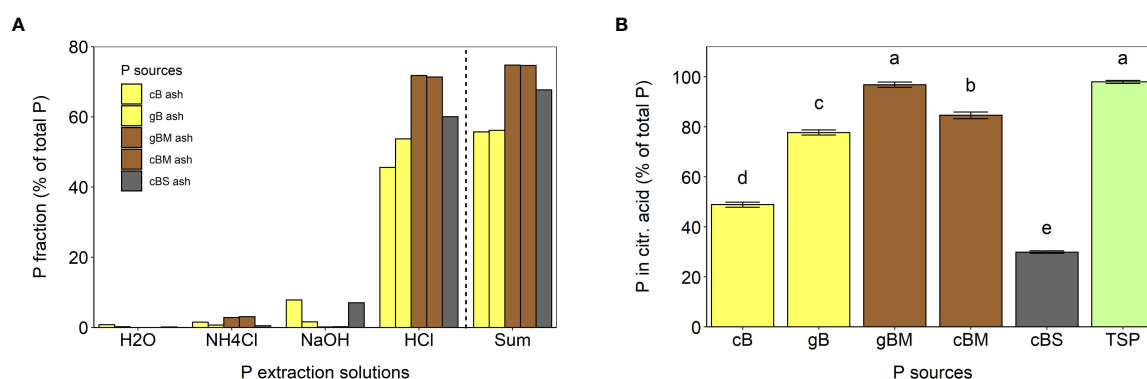 A
P fraction (% of total P)
80
60
40
20
0
P sources
cB ash
gB ash
gBM ash
cBM ash
cBS ash
H2O NH4Cl NaOH HCl Sum
P extraction solutions
B
P in citr. acid (% of total P)
100
80
60
40
20
0
d c a b e a
cB gB gBM cBM cBS TSP
P sources